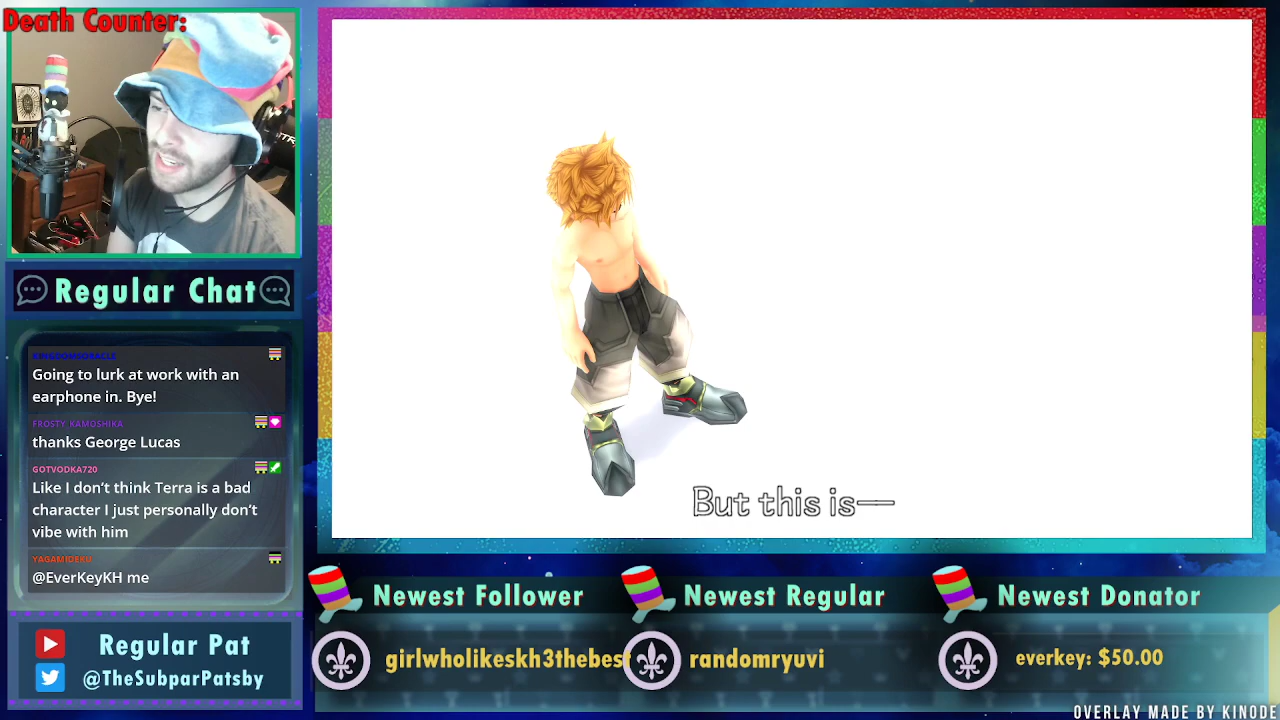 Death Counter:
Regular Chat
KINGDOMSORACLE
Going to lurk at work with an
earphone in. Bye!
FROSTY KAMOSHIKA
thanks George Lucas
GOTVODKA720
Like I don't think Terra is a bad
character I just personally don't
vibe with him
YAGAMIDEKU
@EverKeyKH me
Regular Pat
@TheSubparPatsby
But this is—
Newest Follower
girlwholikeskh3thebest
Newest Regular
randomryuvi
Newest Donator
everkey: $50.00
OVERLAY MADE BY KINODE